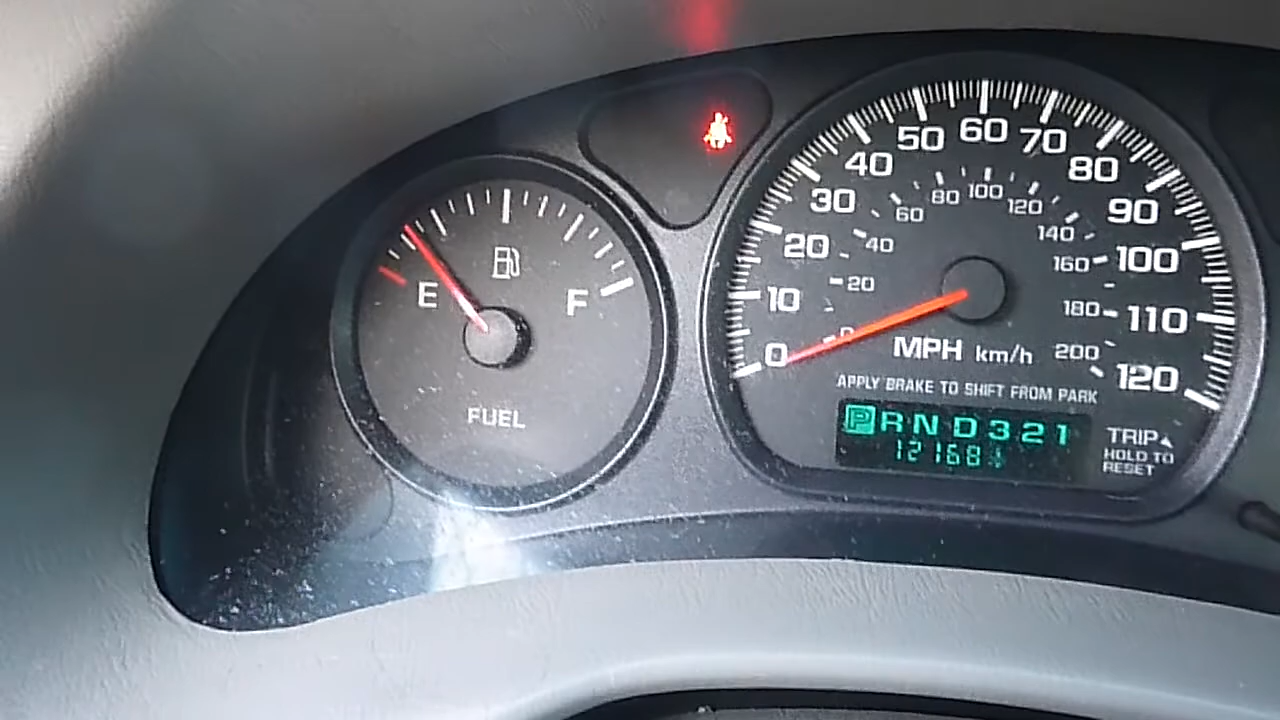 E
F
FUEL
0 10 20 30 40 50 60 70 80 90 100 110 120
0 20 40 60 80 100 120 140 160 180 200
MPH km/h
APPLY BRAKE TO SHIFT FROM PARK
P R N D 3 2 1
TRIP
HOLD TO
RESET